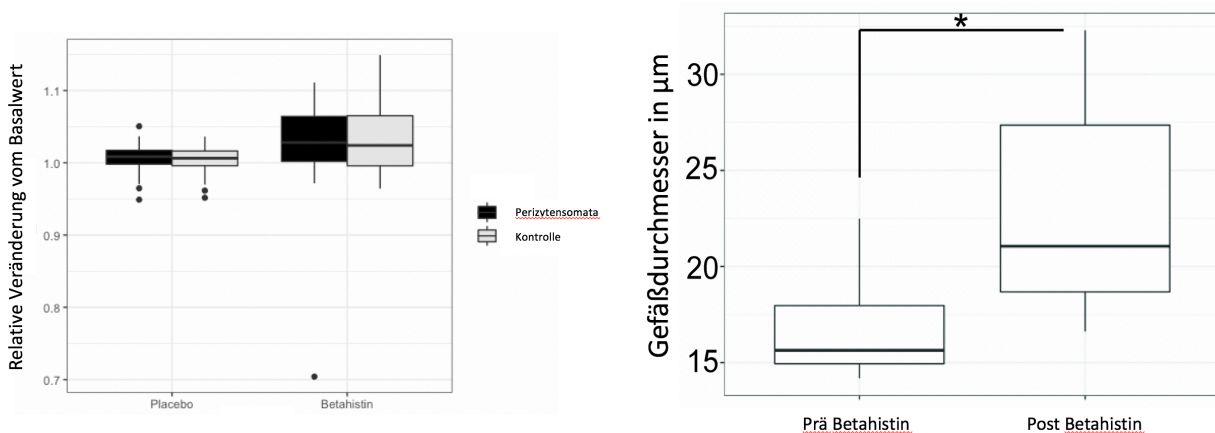 Relative Veränderung vom Basalwert
1.1
1.0
0.9
0.8
0.7
Placebo
Betahistin
Perizytensomata
Kontrolle
Gefäßdurchmesser in µm
*
30
25
20
15
Prä Betahistin
Post Betahistin